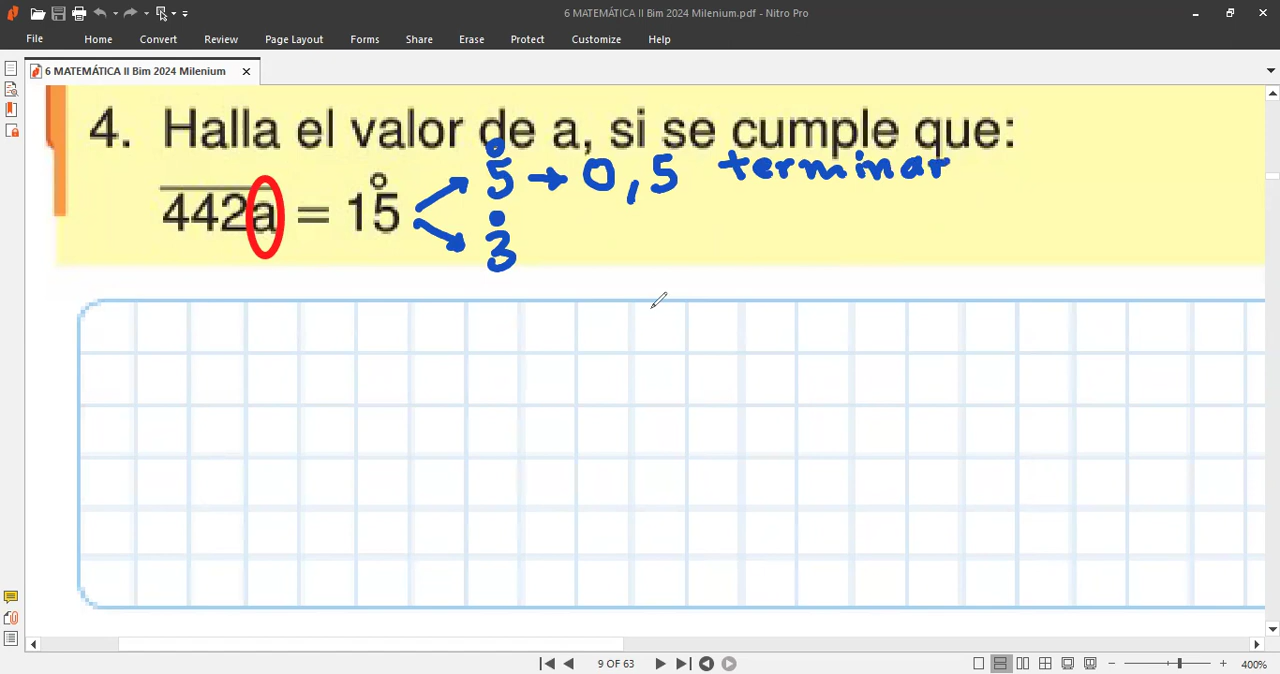 6 MATEMÁTICA II Bim 2024 Milenium.pdf - Nitro Pro
File Home Convert Review Page Layout Forms Share Erase Protect Customize Help
6 MATEMÁTICA II Bim 2024 Milenium
4. Halla el valor de a, si se cumple que:
5 → 0, 5 terminar
442a = 15
3
9 OF 63
400%